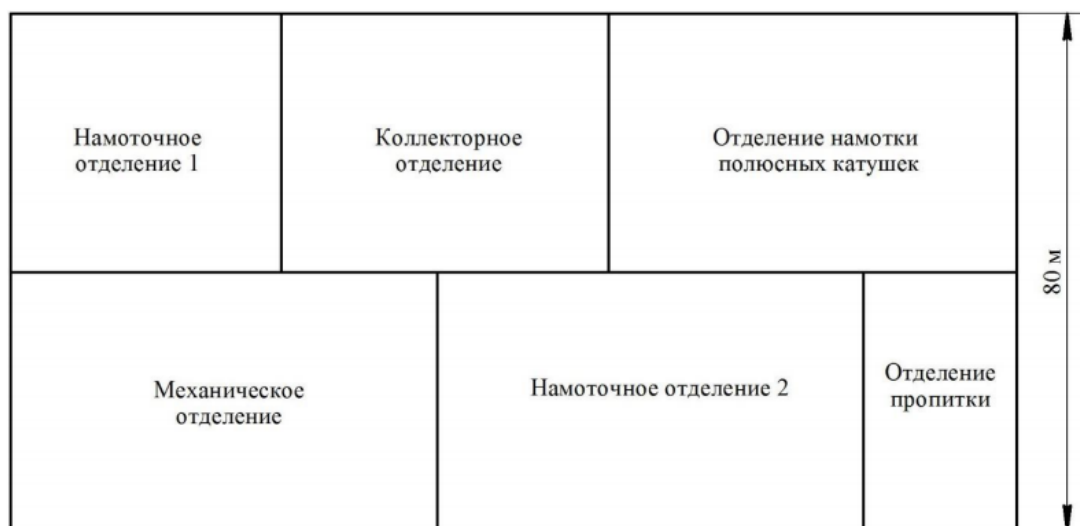 Намоточное
отделение 1
Коллекторное
отделение
Отделение намотки
полюсных катушек
80 м
Механическое
отделение
Намоточное отделение 2
Отделение
пропитки